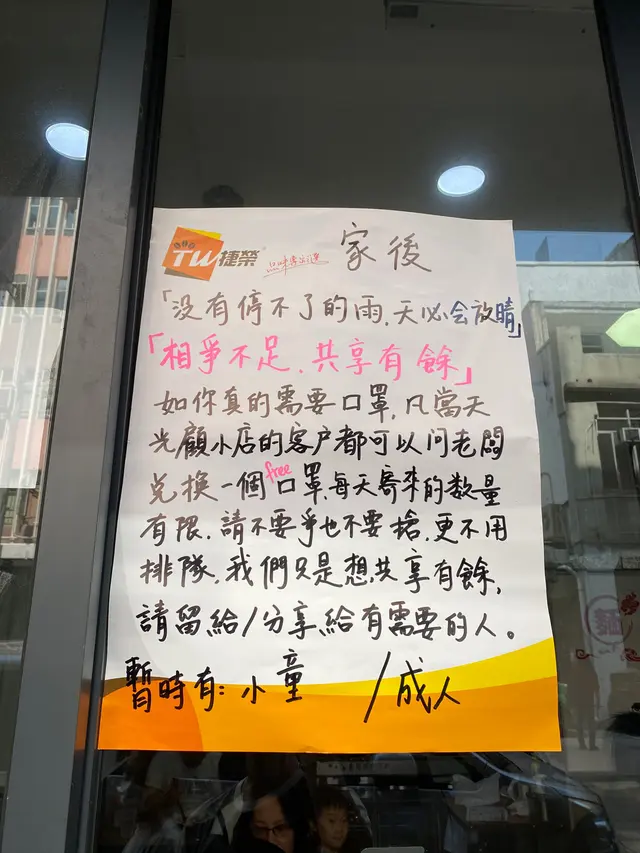 TW捷榮 家後
「没有停不了的雨,天必会放晴」
「相爭不足,共享有餘」
如你真的需要口罩,凡當天
光顧小店的客户都可以问老闆
兑换一個free口罩,每天寄來的数量
有限,請不要爭也不要搶,更不用
排隊,我們只是想共享有餘,
請留給/分享給有需要的人。
暫時有:小童 /成人
麵